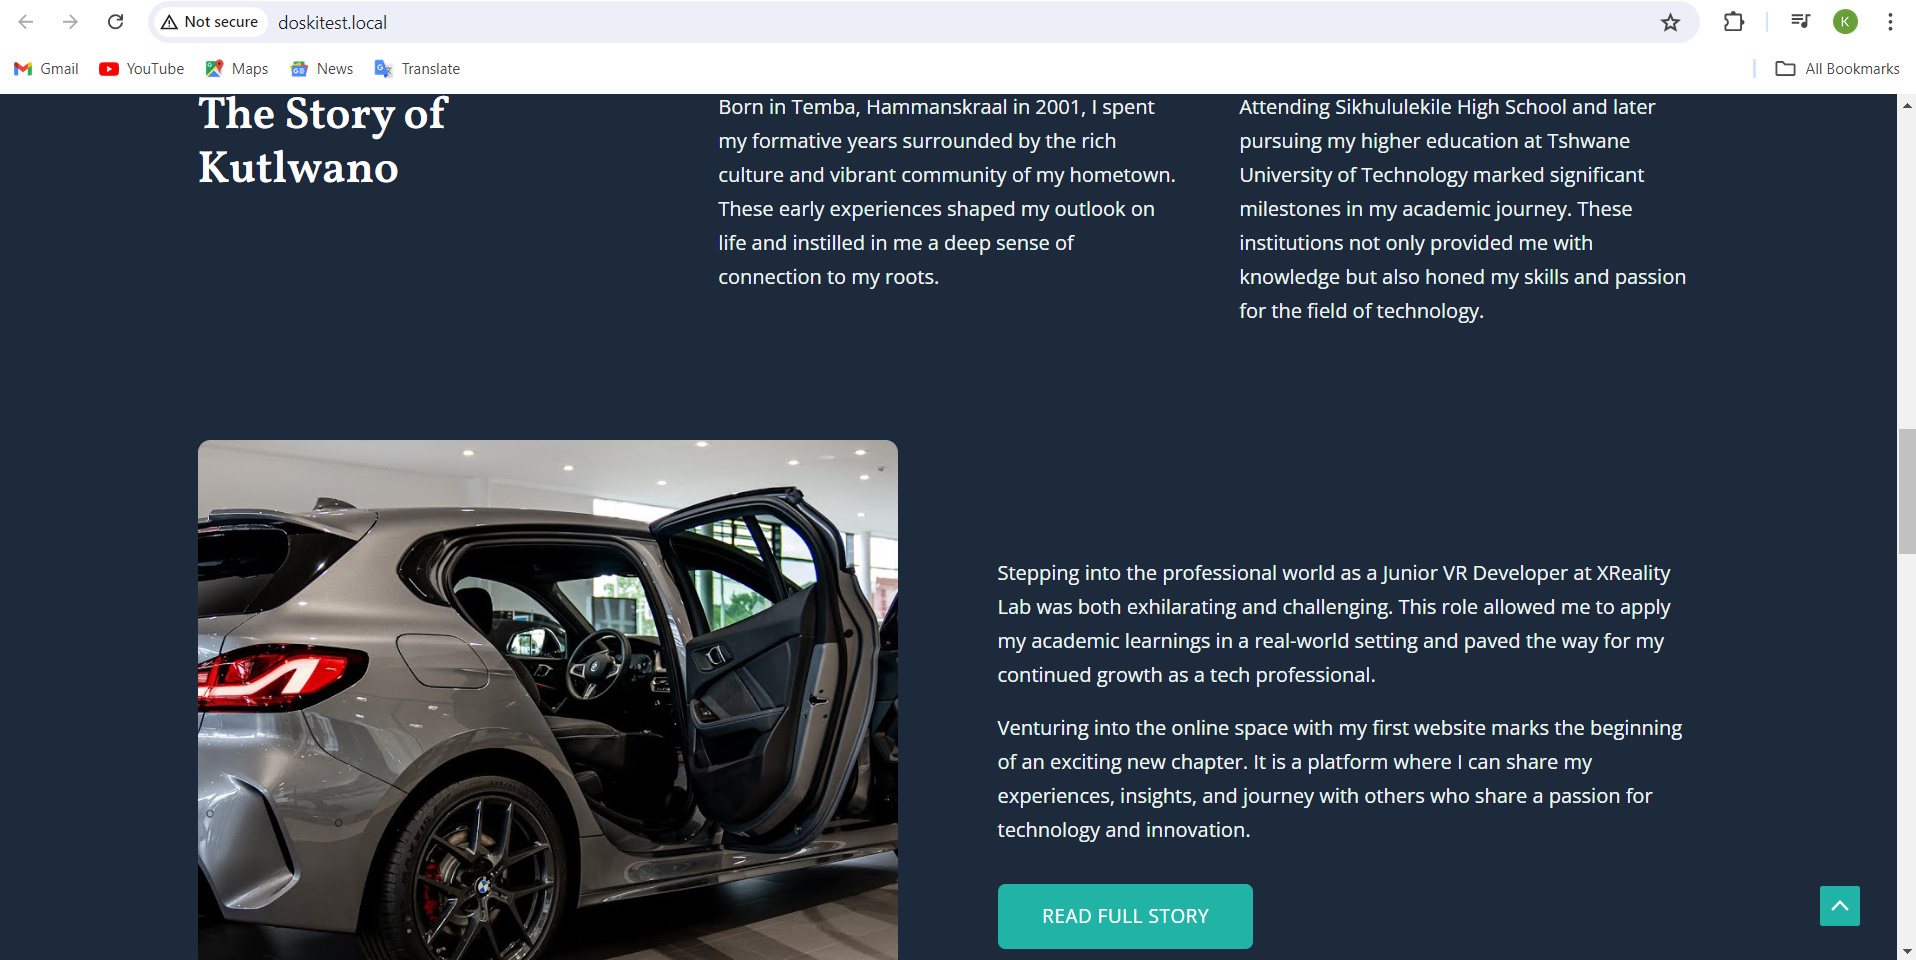 Not secure
doskitest.local
K
Gmail
YouTube
Maps
News
Translate
All Bookmarks
The Story of
Kutlwano
Born in Temba, Hammanskraal in 2001, I spent
my formative years surrounded by the rich
culture and vibrant community of my hometown.
These early experiences shaped my outlook on
life and instilled in me a deep sense of
connection to my roots.
Attending Sikhululekile High School and later
pursuing my higher education at Tshwane
University of Technology marked significant
milestones in my academic journey. These
institutions not only provided me with
knowledge but also honed my skills and passion
for the field of technology.
Stepping into the professional world as a Junior VR Developer at XReality
Lab was both exhilarating and challenging. This role allowed me to apply
my academic learnings in a real-world setting and paved the way for my
continued growth as a tech professional.
Venturing into the online space with my first website marks the beginning
of an exciting new chapter. It is a platform where I can share my
experiences, insights, and journey with others who share a passion for
technology and innovation.
READ FULL STORY